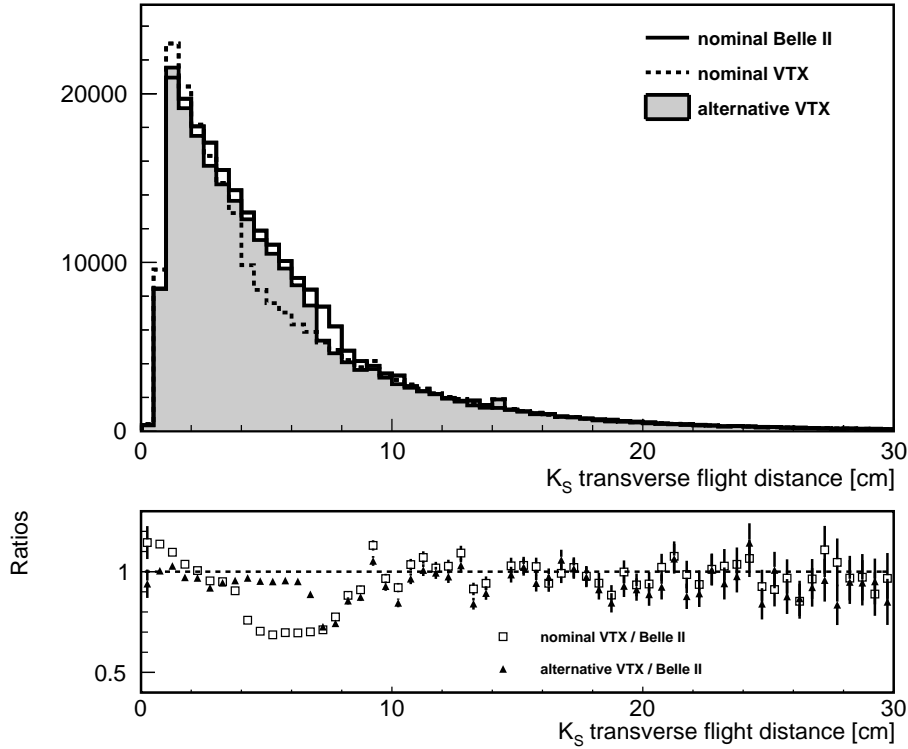 nominal Belle II
nominal VTX
alternative VTX
20000
10000
0
0 10 20 30
K_S transverse flight distance [cm]
Ratios
1
0.5
nominal VTX / Belle II
alternative VTX / Belle II
0 10 20 30
K_S transverse flight distance [cm]